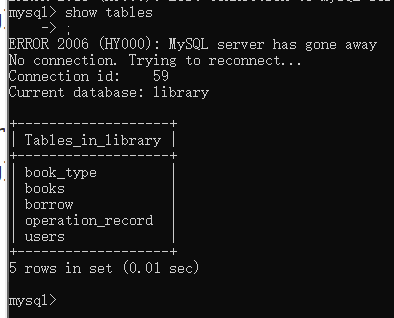 mysql> show tables
    -> ;
ERROR 2006 (HY000): MySQL server has gone away
No connection. Trying to reconnect...
Connection id:    59
Current database: library
+-------------------+
| Tables_in_library |
+-------------------+
| book_type         |
| books             |
| borrow            |
| operation_record  |
| users             |
+-------------------+
5 rows in set (0.01 sec)
mysql>